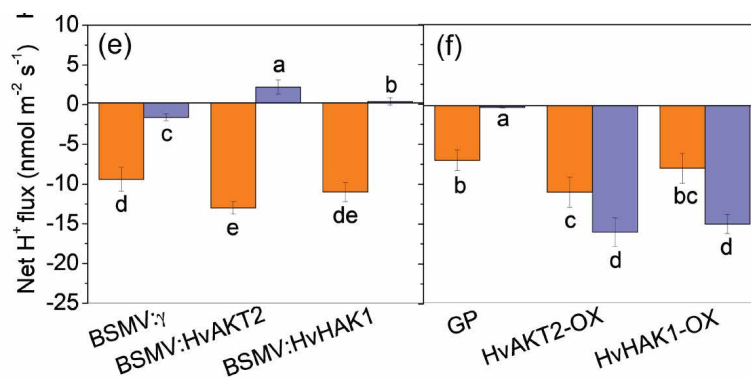 Net H⁺ flux (nmol m⁻² s⁻¹)
10
5
0
-5
-10
-15
-20
-25
(e)
(f)
a
b
c
d
e
de
a
b
c
bc
d
d
BSMV:γ
BSMV:HvAKT2
BSMV:HvHAK1
GP
HvAKT2-OX
HvHAK1-OX